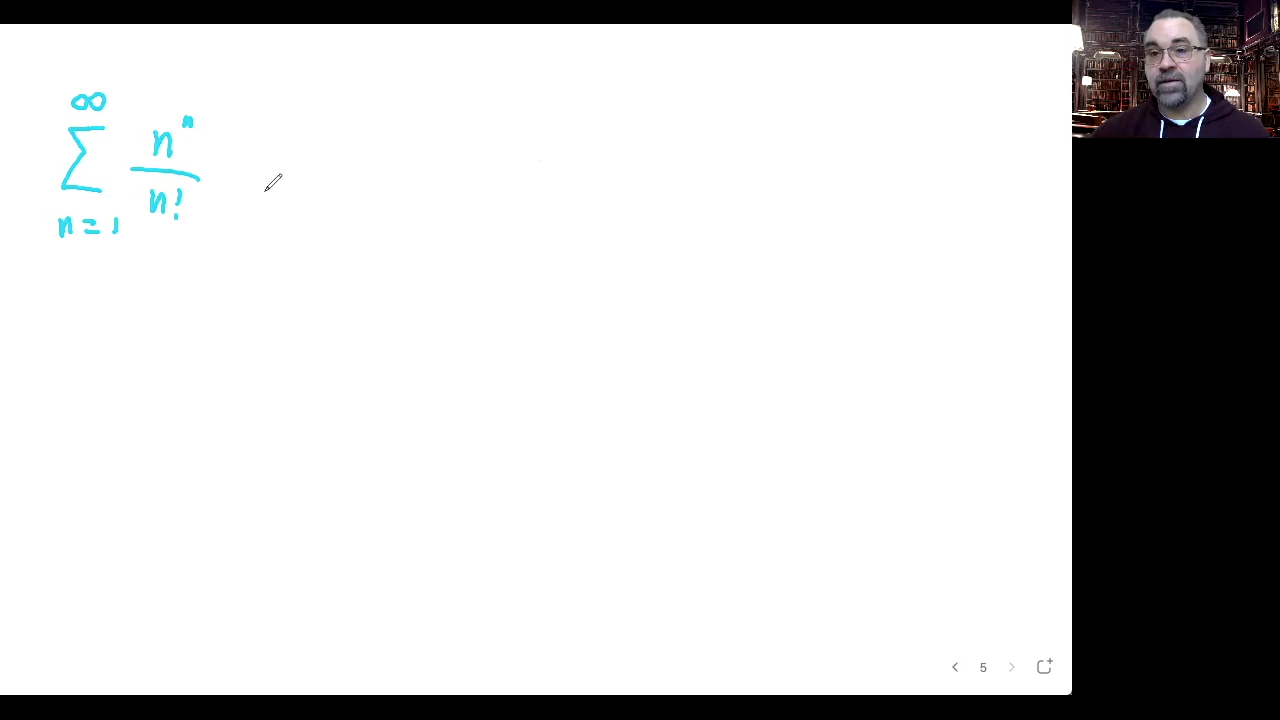 ∞
∑ n^n / n!
n = 1
5